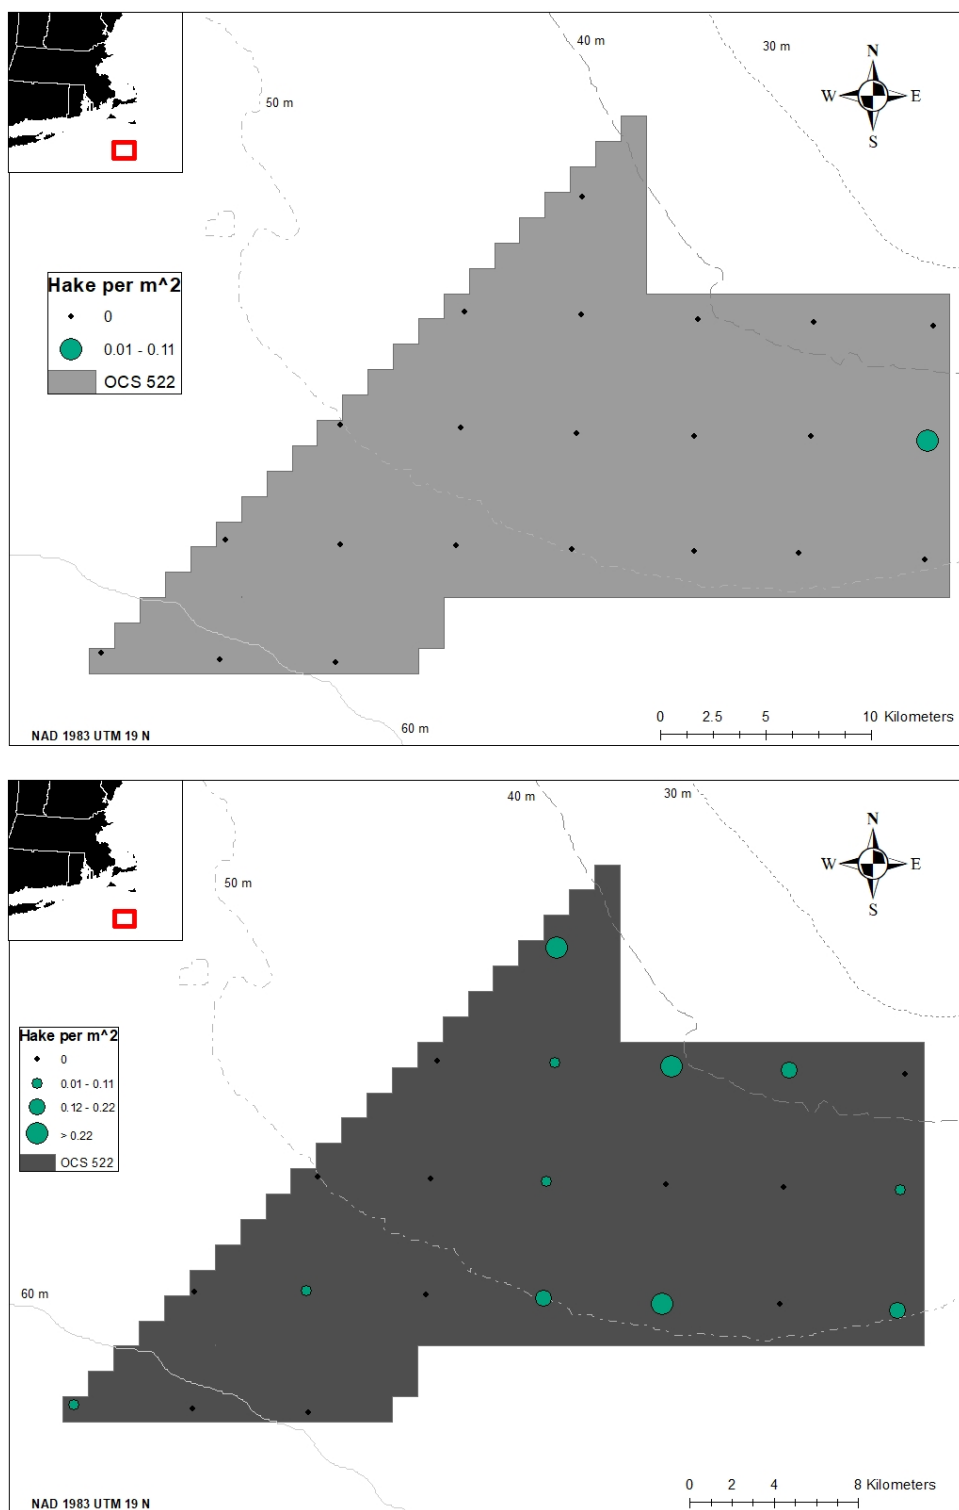 40 m
30 m
N
50 m
W E
S
Hake per m^2
0
0.01 - 0.11
OCS 522
0 2.5 5 10 Kilometers
60 m
NAD 1983 UTM 19 N
40 m
30 m
N
W E
50 m
S
Hake per m^2
0
0.01 - 0.11
0.12 - 0.22
> 0.22
OCS 522
60 m
0 2 4 8 Kilometers
NAD 1983 UTM 19 N